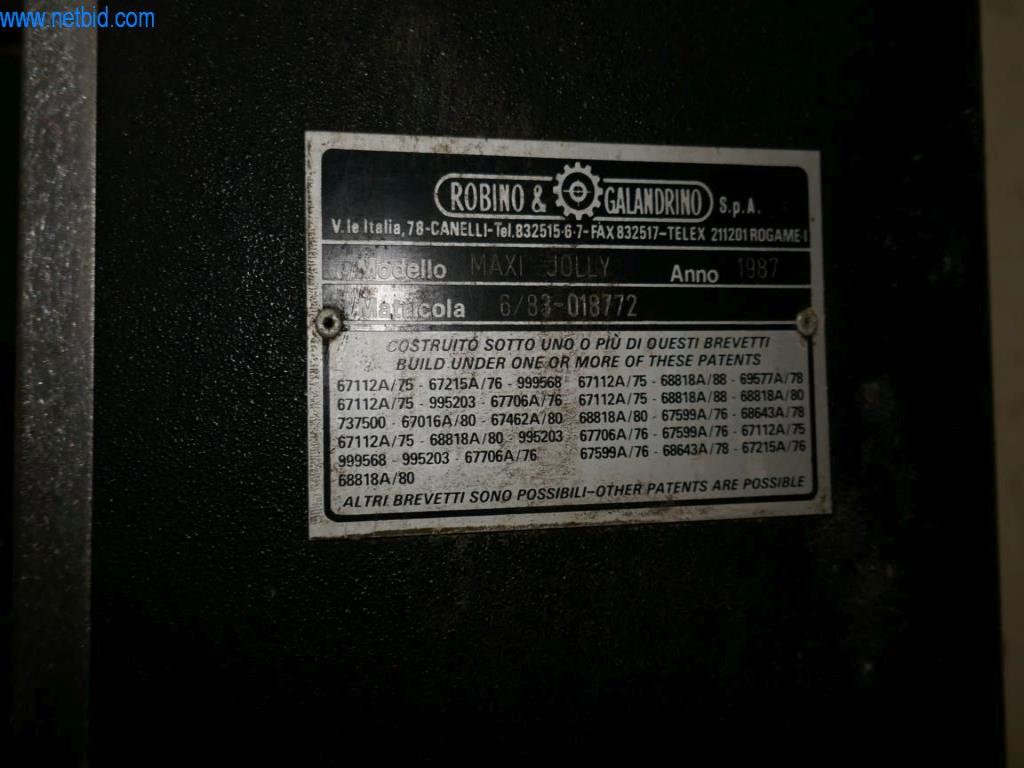 www.netbid.com
ROBINO & GALANDRINO S.p.A.
V.le Italia,78-CANELLI-Tel.832515-6-7-FAX 832517-TELEX 211201 ROGAME-I
Modello MAXI JOLLY Anno 1987
Matricola 6/83-018772
COSTRUITO SOTTO UNO O PIÙ DI QUESTI BREVETTI
BUILD UNDER ONE OR MORE OF THESE PATENTS
67112A/75 - 67215A/76 - 999568 67112A/75 - 68818A/88 - 69577A/78
67112A/75 - 995203 - 67706A/76 67112A/75 - 68818A/88 - 68818A/80
737500 - 67016A/80 - 67462A/80 68818A/80 - 67599A/76 - 68643A/78
67112A/75 - 68818A/80 - 995203 67706A/76 - 67599A/76 - 67112A/75
999568 - 995203 - 67706A/76 67599A/76 - 68643A/78 - 67215A/76
68818A/80
ALTRI BREVETTI SONO POSSIBILI-OTHER PATENTS ARE POSSIBLE